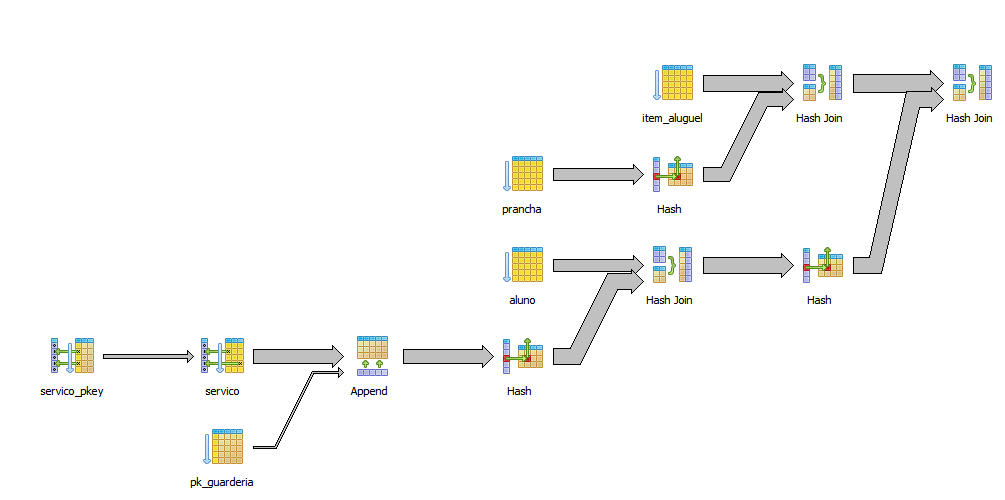 item_aluguel
Hash Join
Hash Join
prancha
Hash
aluno
Hash Join
Hash
servico_pkey
servico
Append
Hash
pk_guarderia